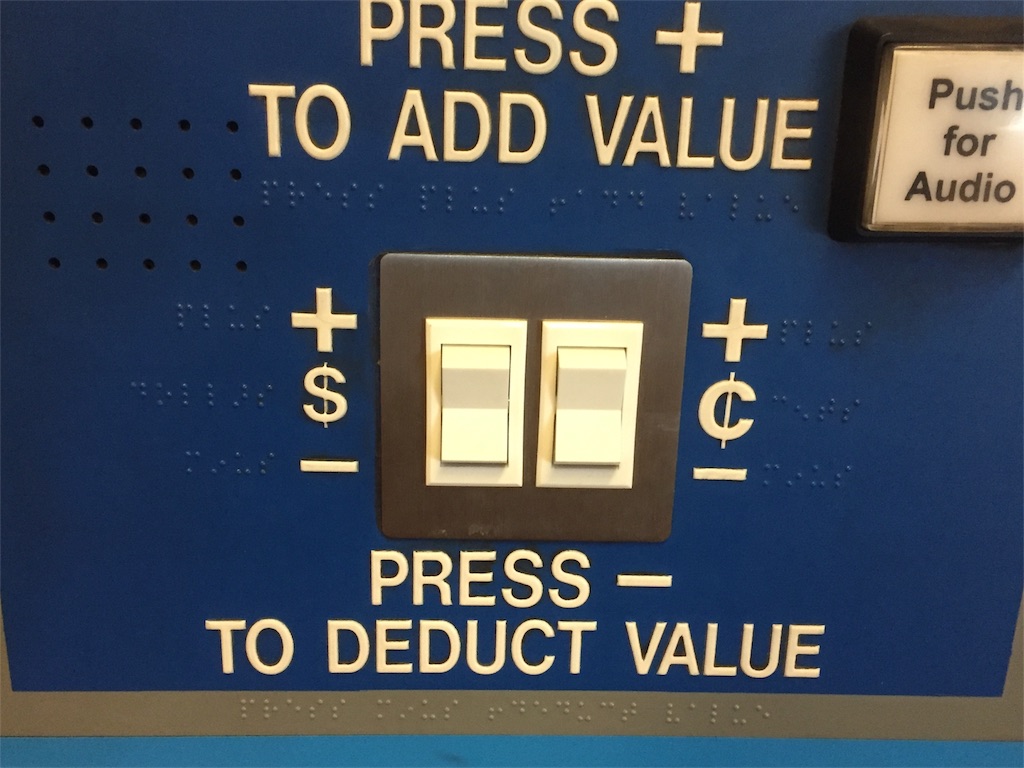 PRESS +
TO ADD VALUE
Push
for
Audio
+
$
−
+
¢
−
PRESS −
TO DEDUCT VALUE